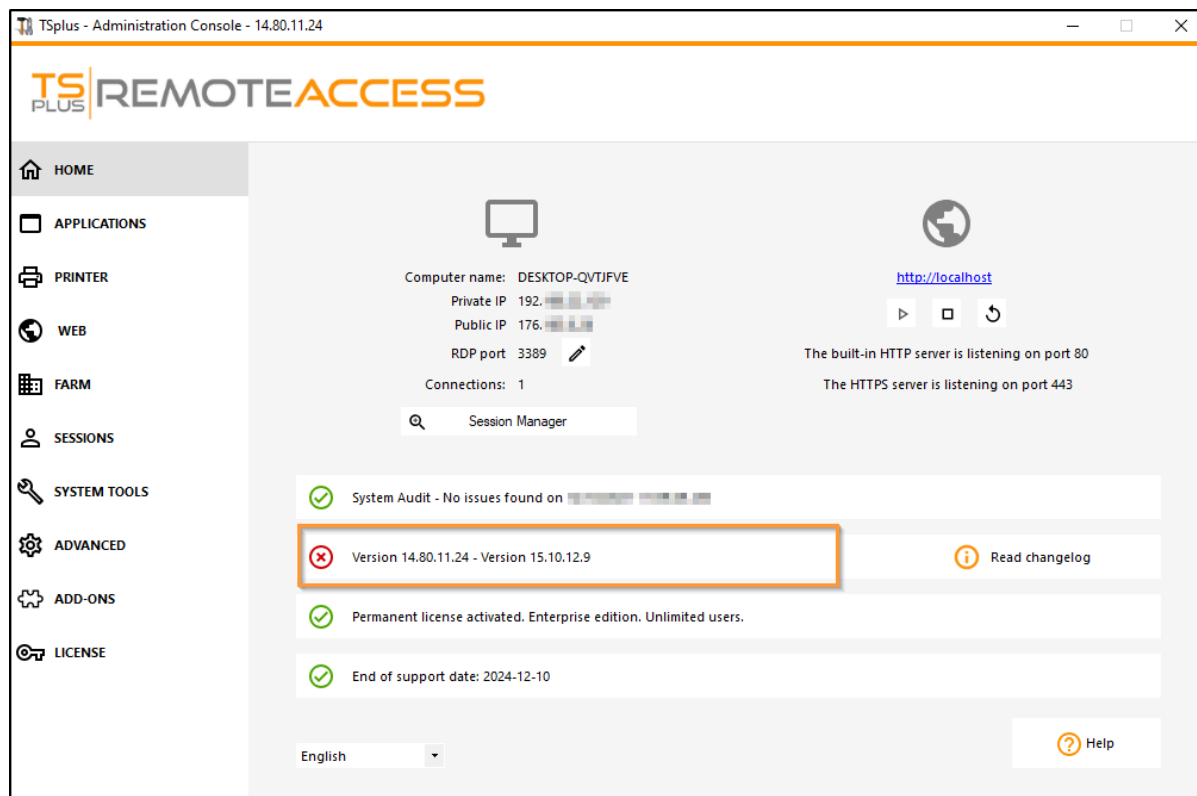 TSplus - Administration Console - 14.80.11.24
TS PLUS REMOTEACCESS
HOME
APPLICATIONS
PRINTER
WEB
FARM
SESSIONS
SYSTEM TOOLS
ADVANCED
ADD-ONS
LICENSE
Computer name: DESKTOP-QVTJFVE
Private IP 192.
Public IP 176.
RDP port 3389
Connections: 1
Session Manager
http://localhost
The built-in HTTP server is listening on port 80
The HTTPS server is listening on port 443
System Audit - No issues found on
Version 14.80.11.24 - Version 15.10.12.9
Read changelog
Permanent license activated. Enterprise edition. Unlimited users.
End of support date: 2024-12-10
English
Help